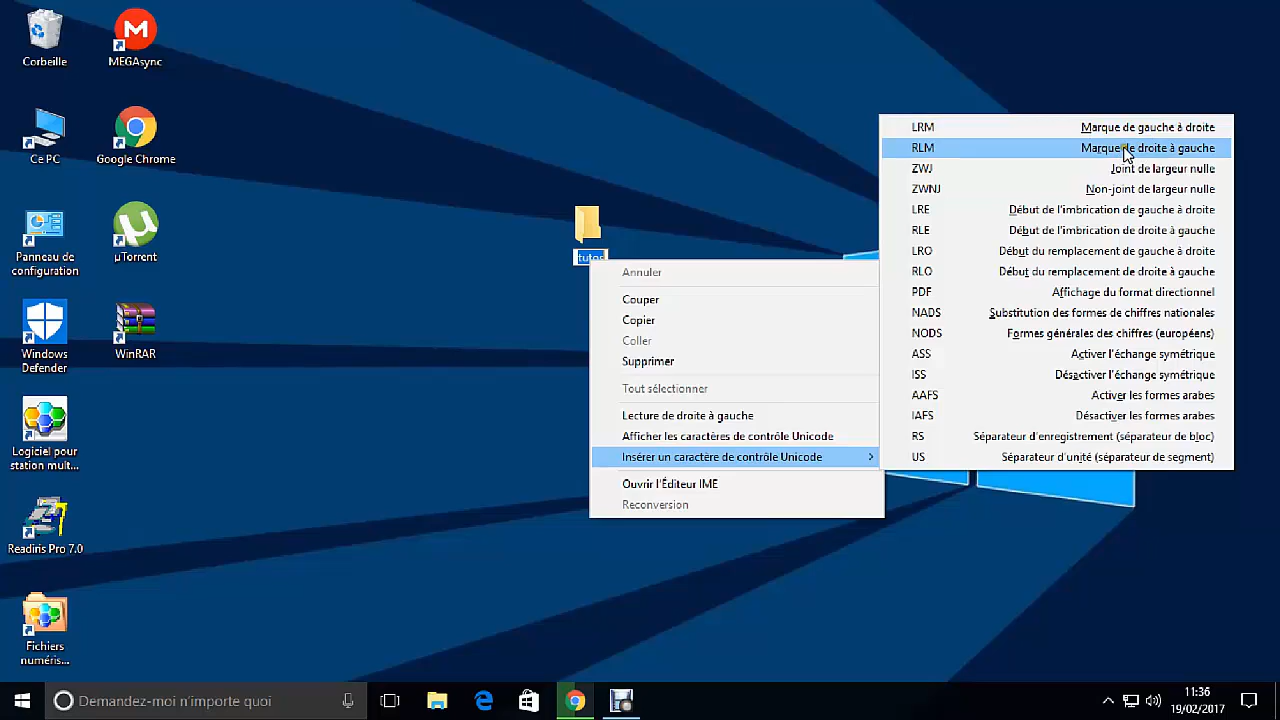 Corbeille
MEGAsync
Ce PC
Google Chrome
Panneau de
configuration
µTorrent
Windows
Defender
WinRAR
Logiciel pour
station mult...
Readiris Pro 7.0
Fichiers
numéris...
tutos
Annuler
Couper
Copier
Coller
Supprimer
Tout sélectionner
Lecture de droite à gauche
Afficher les caractères de contrôle Unicode
Insérer un caractère de contrôle Unicode
Ouvrir l'Éditeur IME
Reconversion
LRM Marque de gauche à droite
RLM Marque de droite à gauche
ZWJ Joint de largeur nulle
ZWNJ Non-joint de largeur nulle
LRE Début de l'imbrication de gauche à droite
RLE Début de l'imbrication de droite à gauche
LRO Début du remplacement de gauche à droite
RLO Début du remplacement de droite à gauche
PDF Affichage du format directionnel
NADS Substitution des formes de chiffres nationales
NODS Formes générales des chiffres (européens)
ASS Activer l'échange symétrique
ISS Désactiver l'échange symétrique
AAFS Activer les formes arabes
IAFS Désactiver les formes arabes
RS Séparateur d'enregistrement (séparateur de bloc)
US Séparateur d'unité (séparateur de segment)
Demandez-moi n'importe quoi
11:36
19/02/2017